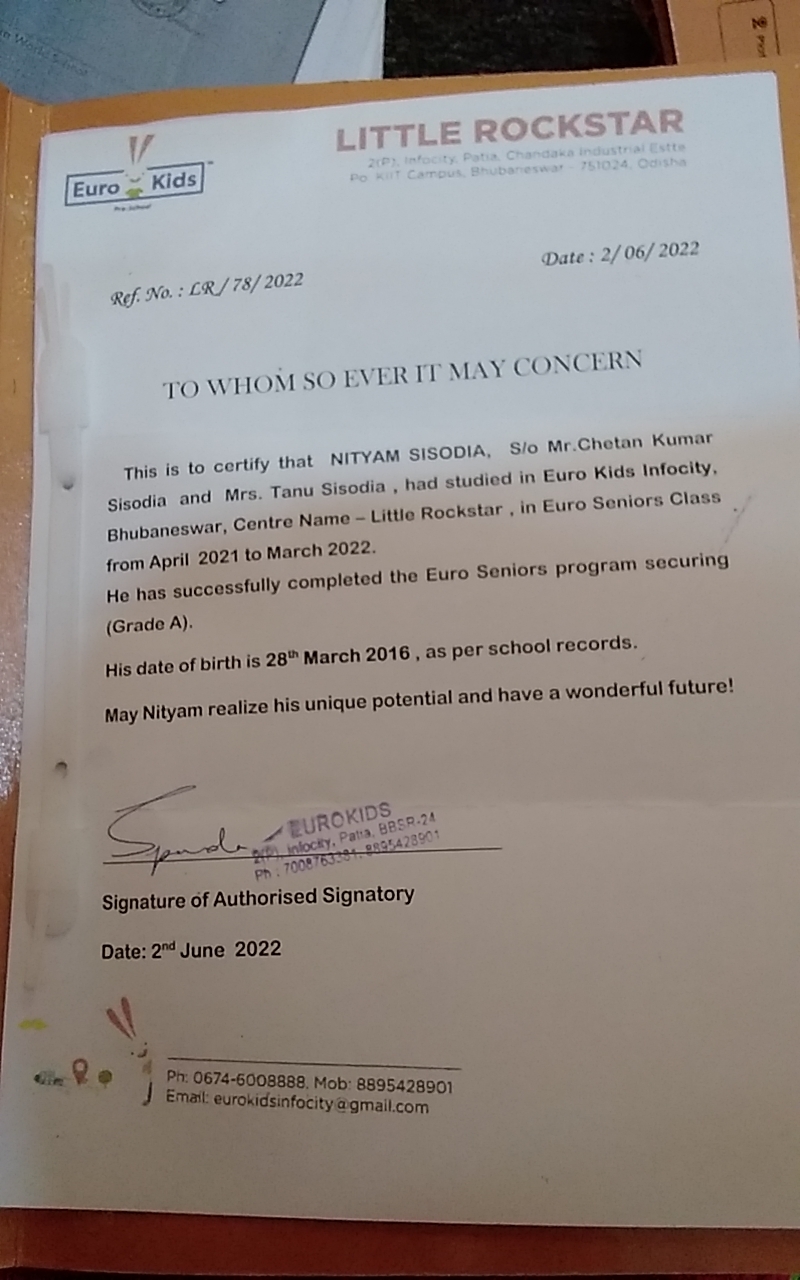 Euro Kids
Pre-School
LITTLE ROCKSTAR
2(P), Infocity, Patia, Chandaka Industrial Estte
Po. KIIT Campus, Bhubaneswar - 751024, Odisha
Ref. No. : LR/ 78/ 2022
Date : 2/ 06/ 2022
TO WHOM SO EVER IT MAY CONCERN
This is to certify that NITYAM SISODIA, S/o Mr.Chetan Kumar
Sisodia and Mrs. Tanu Sisodia , had studied in Euro Kids Infocity,
Bhubaneswar, Centre Name – Little Rockstar , in Euro Seniors Class
from April 2021 to March 2022.
He has successfully completed the Euro Seniors program securing
(Grade A).
His date of birth is 28th March 2016 , as per school records.
May Nityam realize his unique potential and have a wonderful future!
EUROKIDS
2(P), Infocity, Patia, BBSR-24
Ph : 8895428901
Signature of Authorised Signatory
Date: 2nd June 2022
Ph: 0674-6008888, Mob: 8895428901
Email: eurokidsinfocity@gmail.com